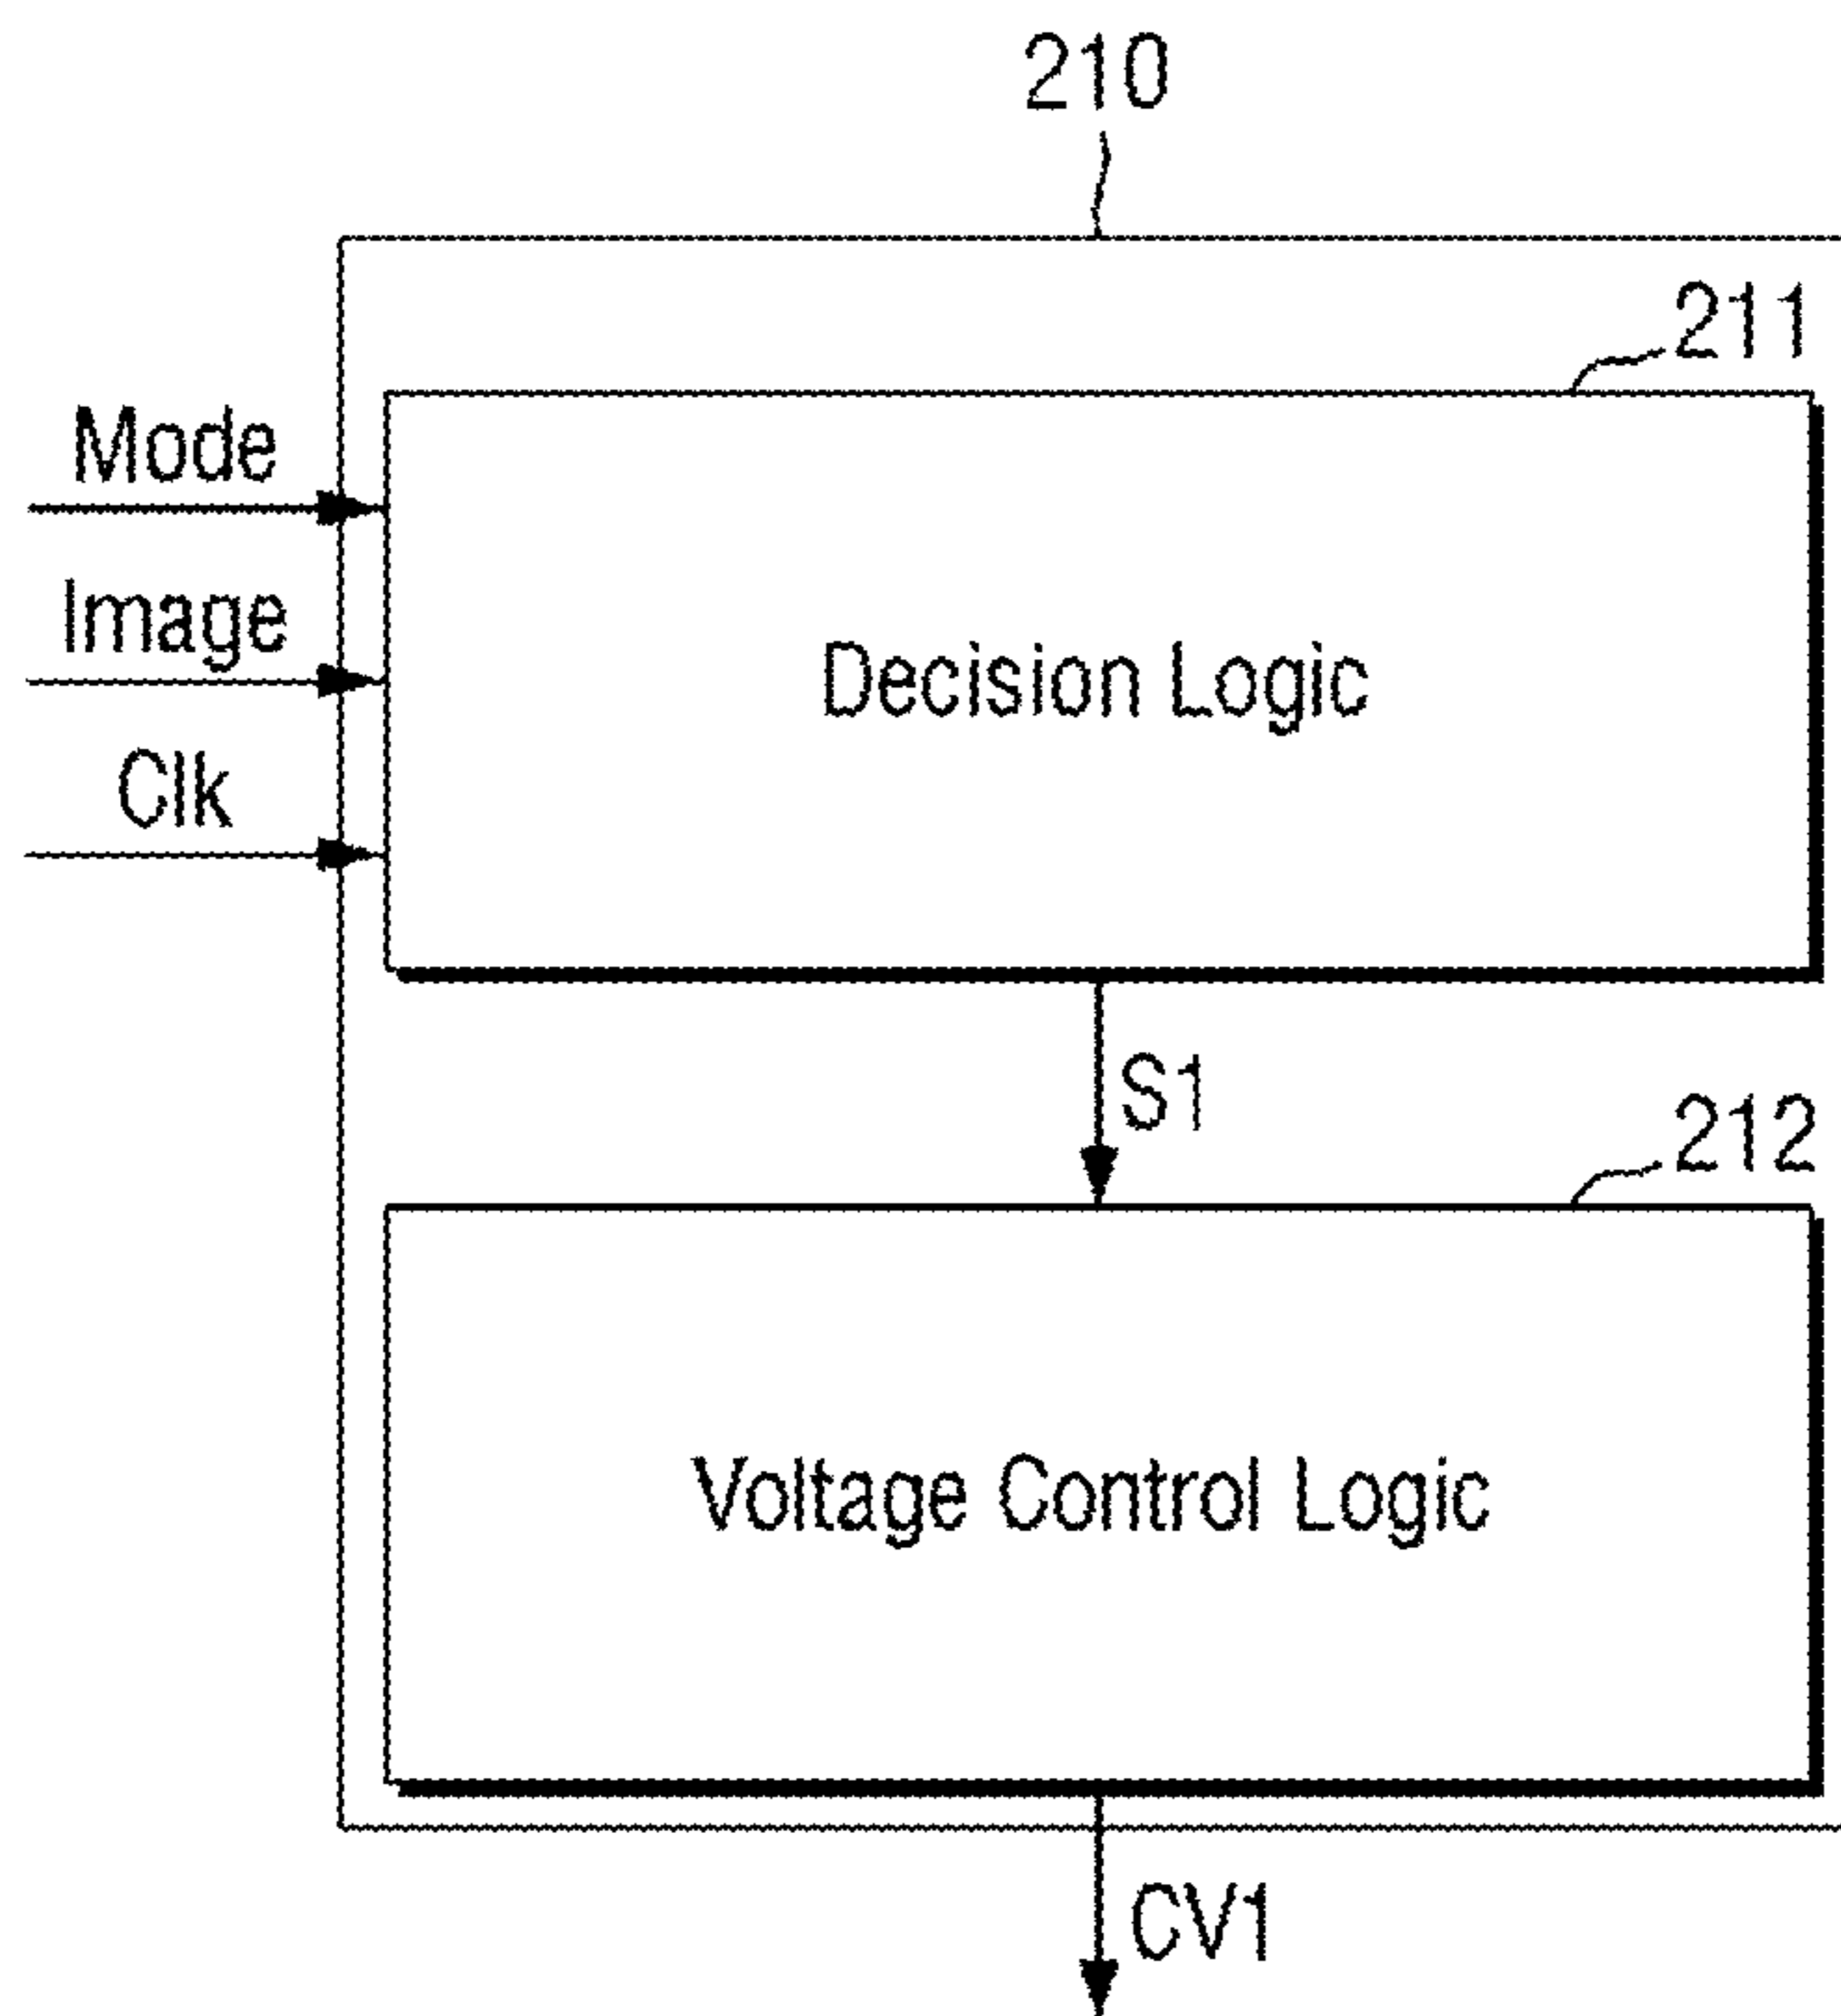 210
211
Mode
Image
Clk
Decision Logic
S1
212
Voltage Control Logic
CV1